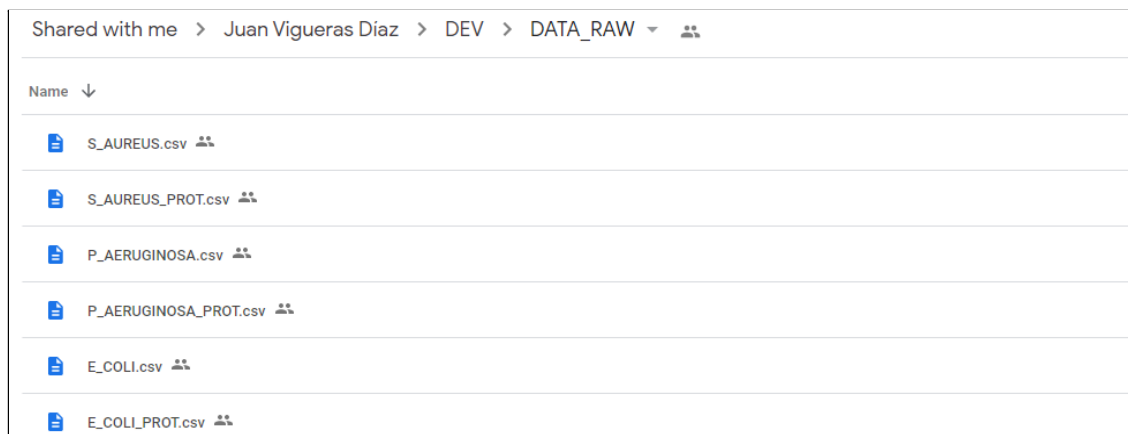 Shared with me > Juan Vigueras Díaz > DEV > DATA_RAW
Name
S_AUREUS.csv
S_AUREUS_PROT.csv
P_AERUGINOSA.csv
P_AERUGINOSA_PROT.csv
E_COLI.csv
E_COLI_PROT.csv